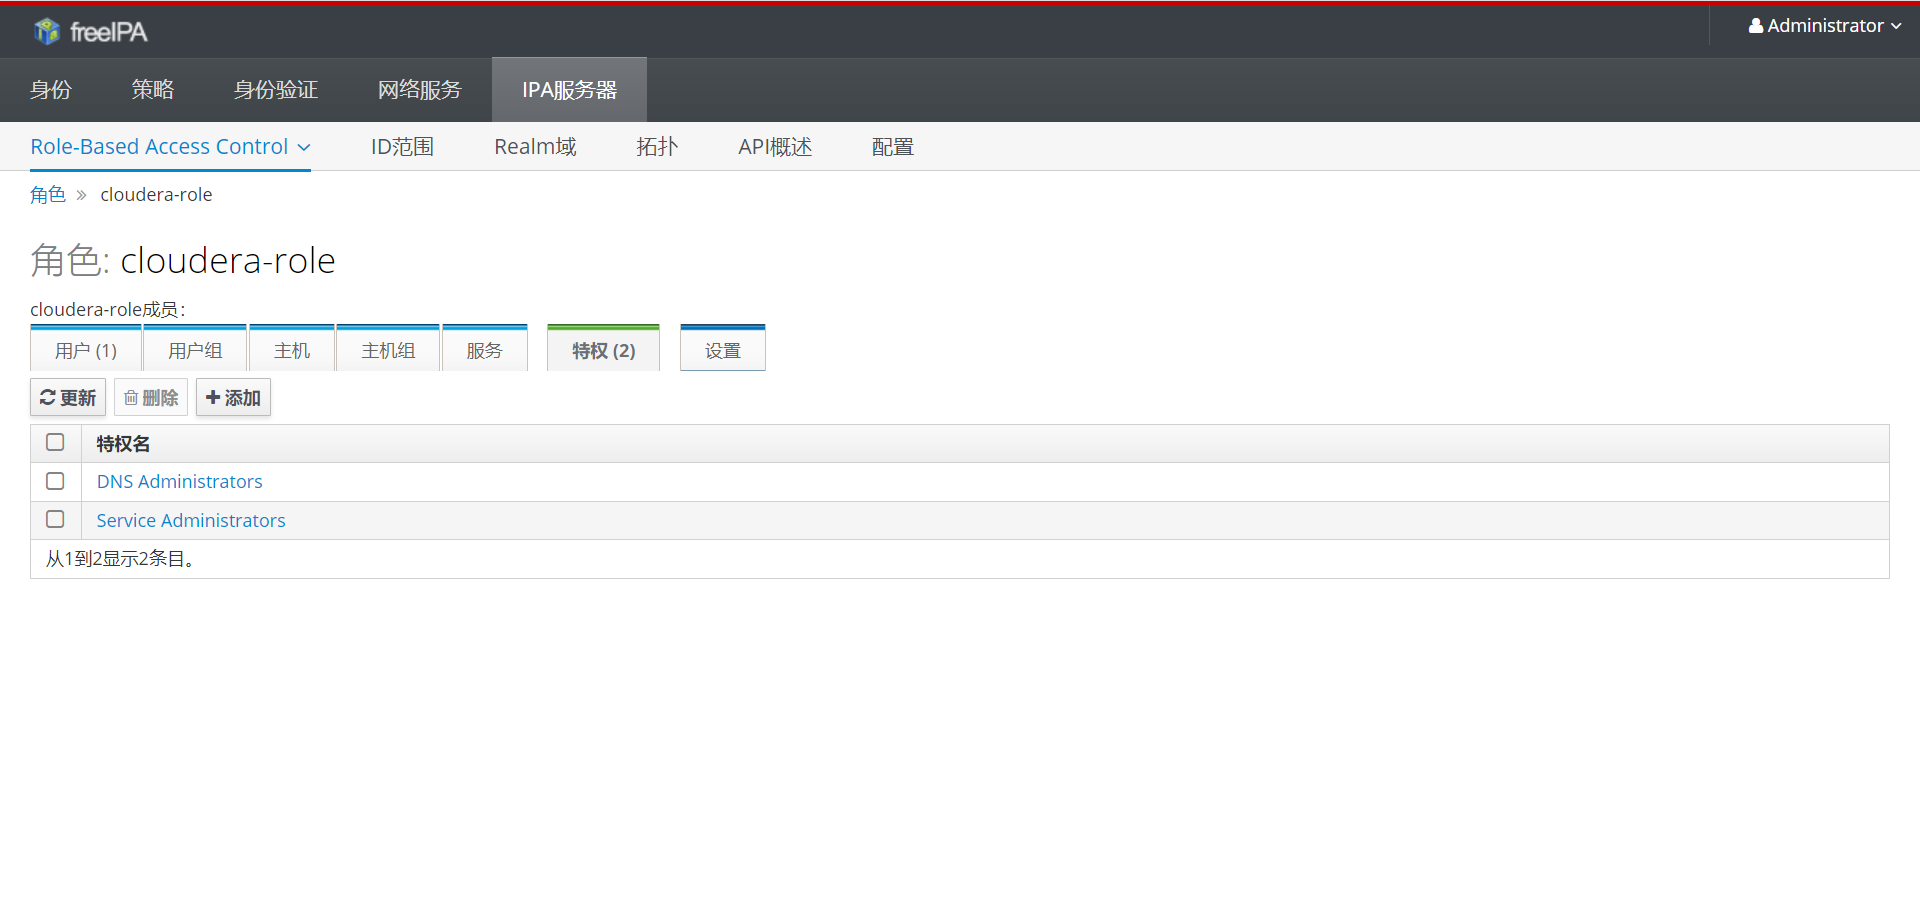 freeIPA
Administrator
身份 策略 身份验证 网络服务 IPA服务器
Role-Based Access Control ID范围 Realm域 拓扑 API概述 配置
角色 » cloudera-role
角色: cloudera-role
cloudera-role成员：
用户 (1) 用户组 主机 主机组 服务 特权 (2) 设置
更新 删除 添加
特权名
DNS Administrators
Service Administrators
从1到2显示2条目。